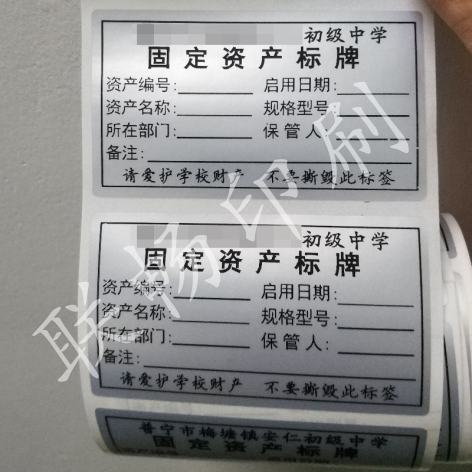 初级中学
固定资产标牌
资产编号: 启用日期:
资产名称: 规格型号:
所在部门: 保管人:
备注:
请爱护学校财产 不要撕毁此标签
初级中学
固定资产标牌
资产编号: 启用日期:
资产名称: 规格型号:
所在部门: 保管人:
备注:
请爱护学校财产 不要撕毁此标签
普宁市梅塘镇安仁初级中学
固定资产标牌
联杨印刷